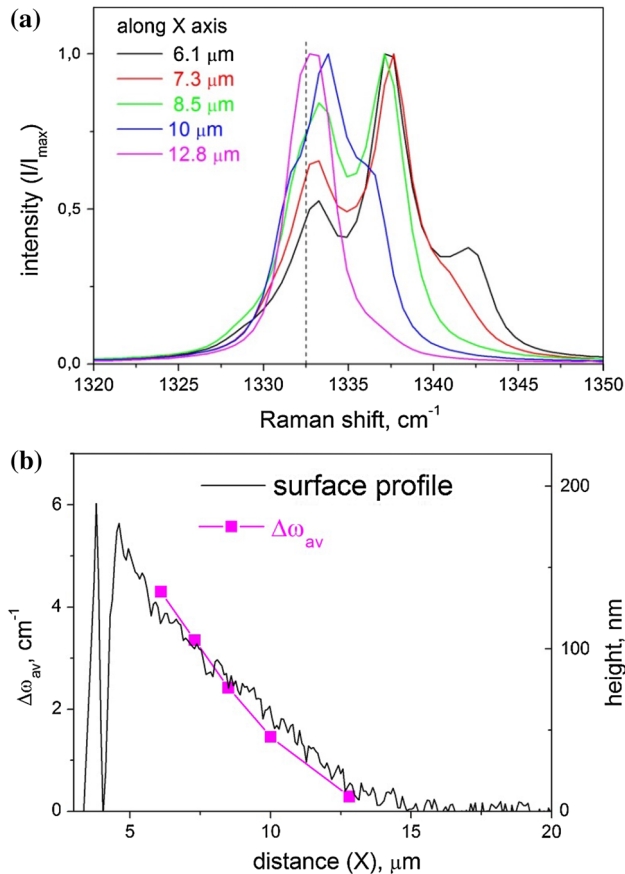 (a)
along X axis
6.1 μm
7.3 μm
8.5 μm
10 μm
12.8 μm
1,0
0,5
0,0
intensity (I/Imax)
1320 1325 1330 1335 1340 1345 1350
Raman shift, cm-1
(b)
surface profile
Δωav
6
4
2
0
Δωav, cm-1
200
100
0
height, nm
5 10 15 20
distance (X), μm